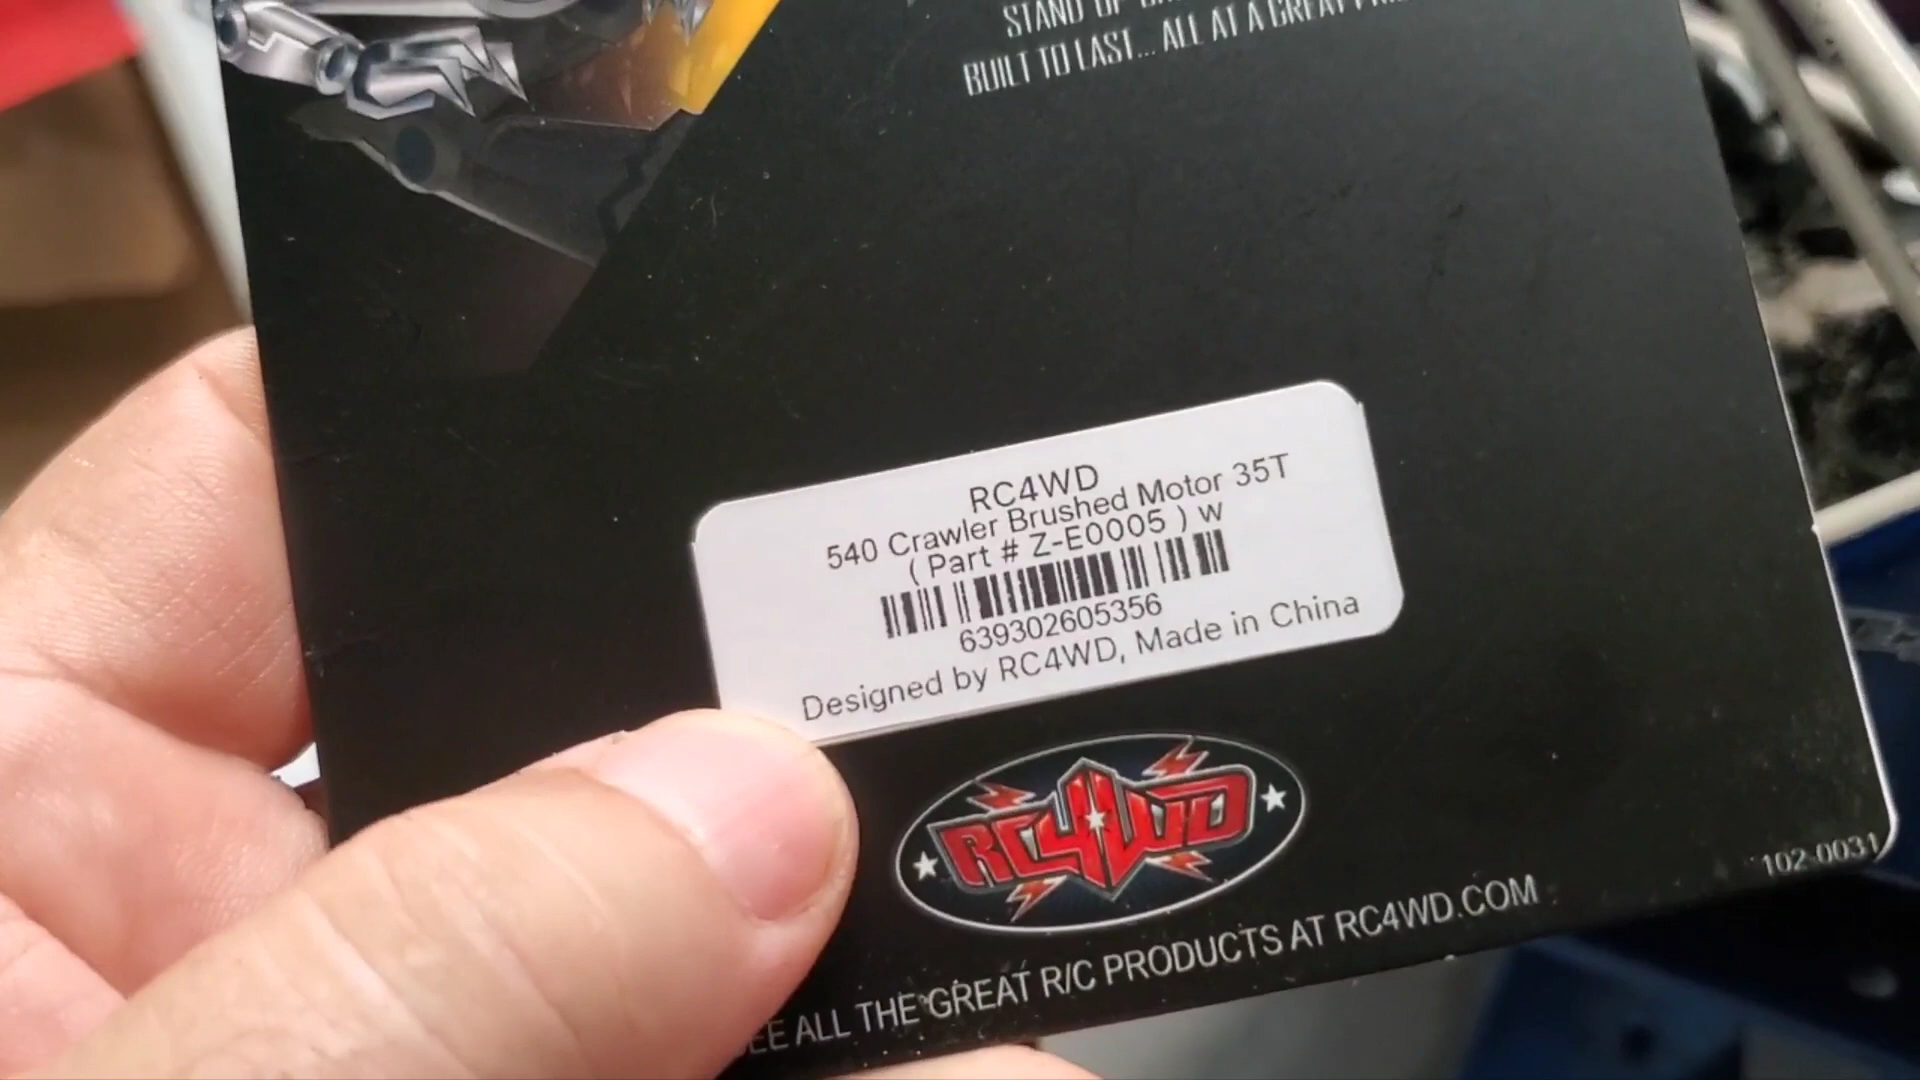 STAND UP
BUILT TO LAST... ALL AT A GREAT
RC4WD
540 Crawler Brushed Motor 35T
( Part # Z-E0005 ) w
639302605356
Designed by RC4WD, Made in China
RC4WD
102-0031
ALL THE GREAT R/C PRODUCTS AT RC4WD.COM